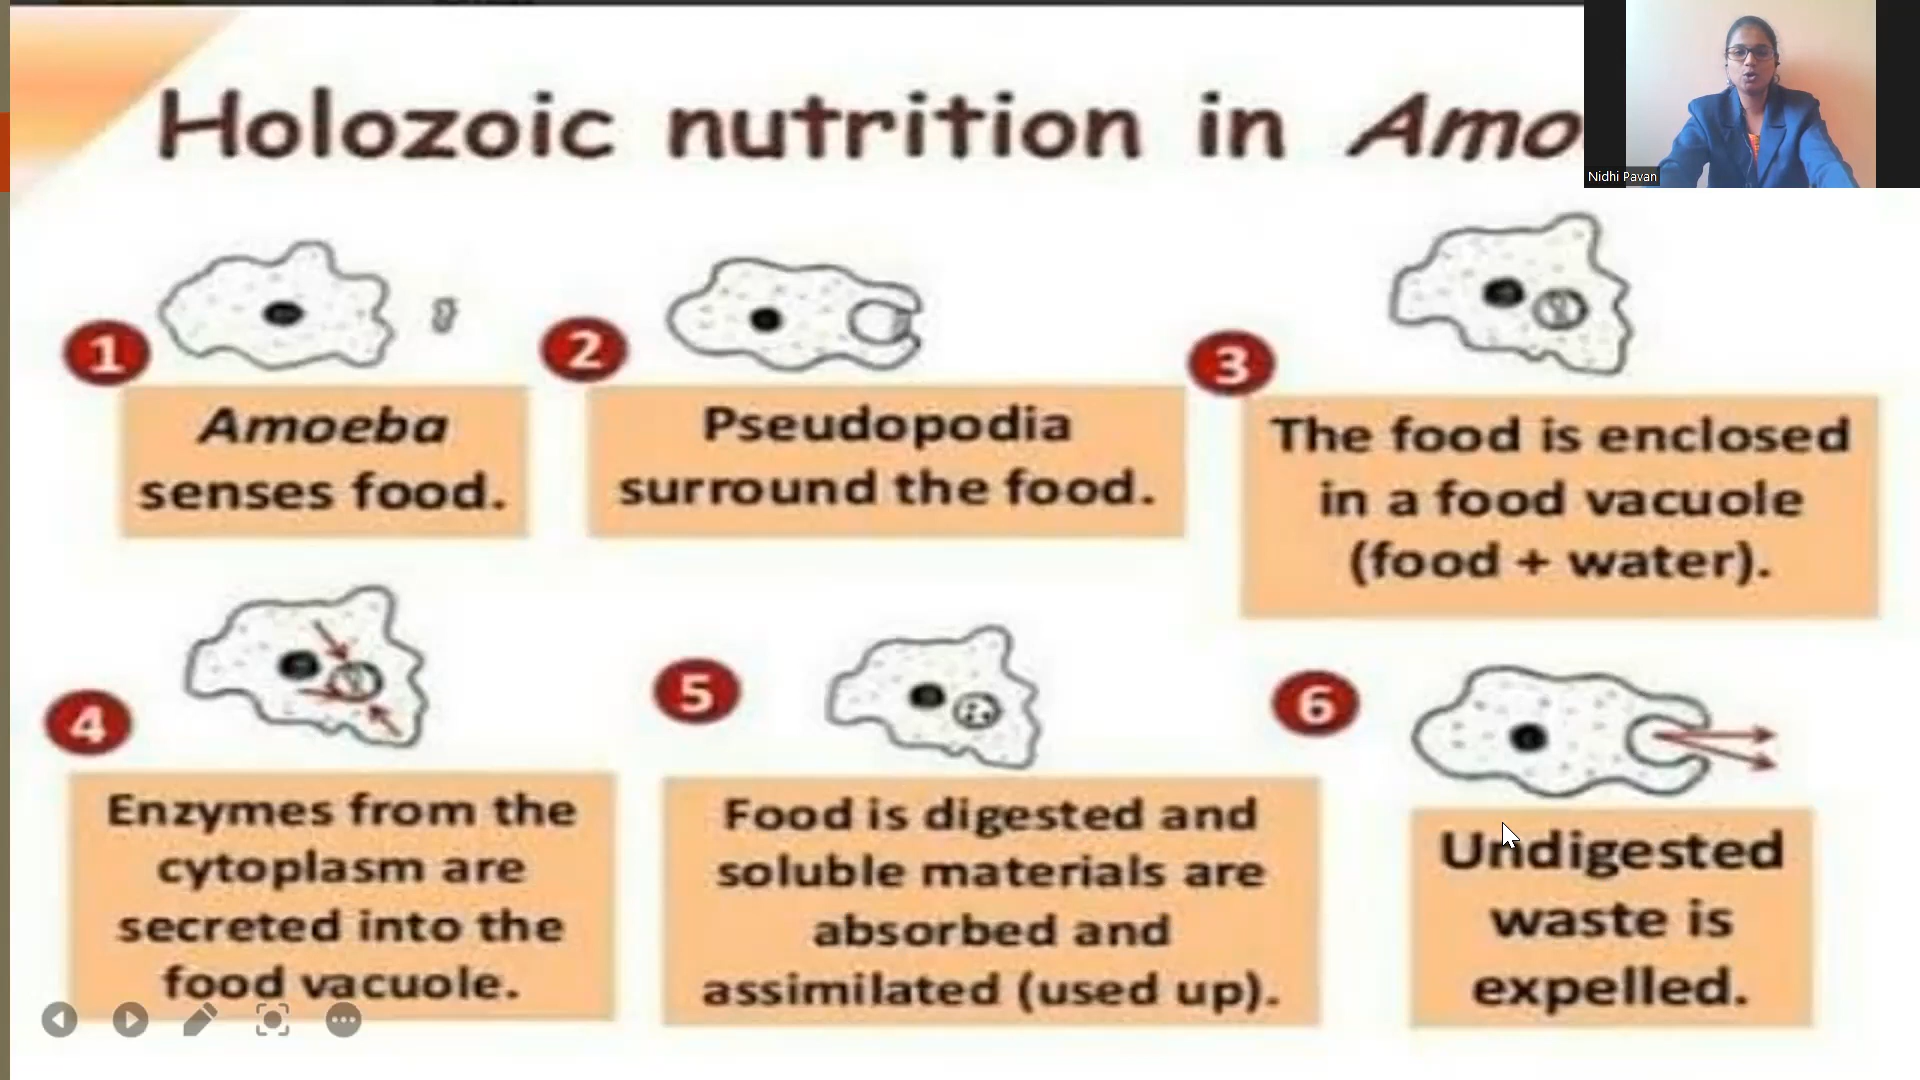 Holozoic nutrition in Amo
Nidhi Pavan
1
Amoeba
senses food.
2
Pseudopodia
surround the food.
3
The food is enclosed
in a food vacuole
(food + water).
4
Enzymes from the
cytoplasm are
secreted into the
food vacuole.
5
Food is digested and
soluble materials are
absorbed and
assimilated (used up).
6
Undigested
waste is
expelled.